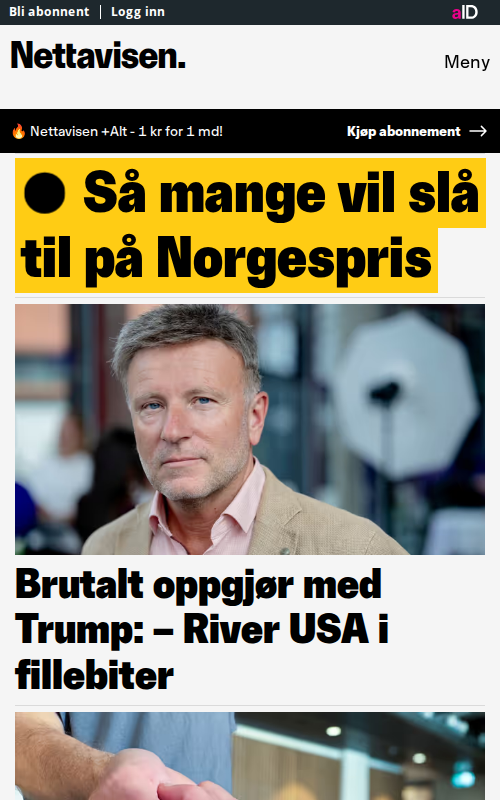 Bli abonnent | Logg inn
aID
Nettavisen.
Meny
🔥 Nettavisen +Alt - 1 kr for 1 md!
Kjøp abonnement →
● Så mange vil slå
til på Norgespris
Brutalt oppgjør med
Trump: – River USA i
fillebiter